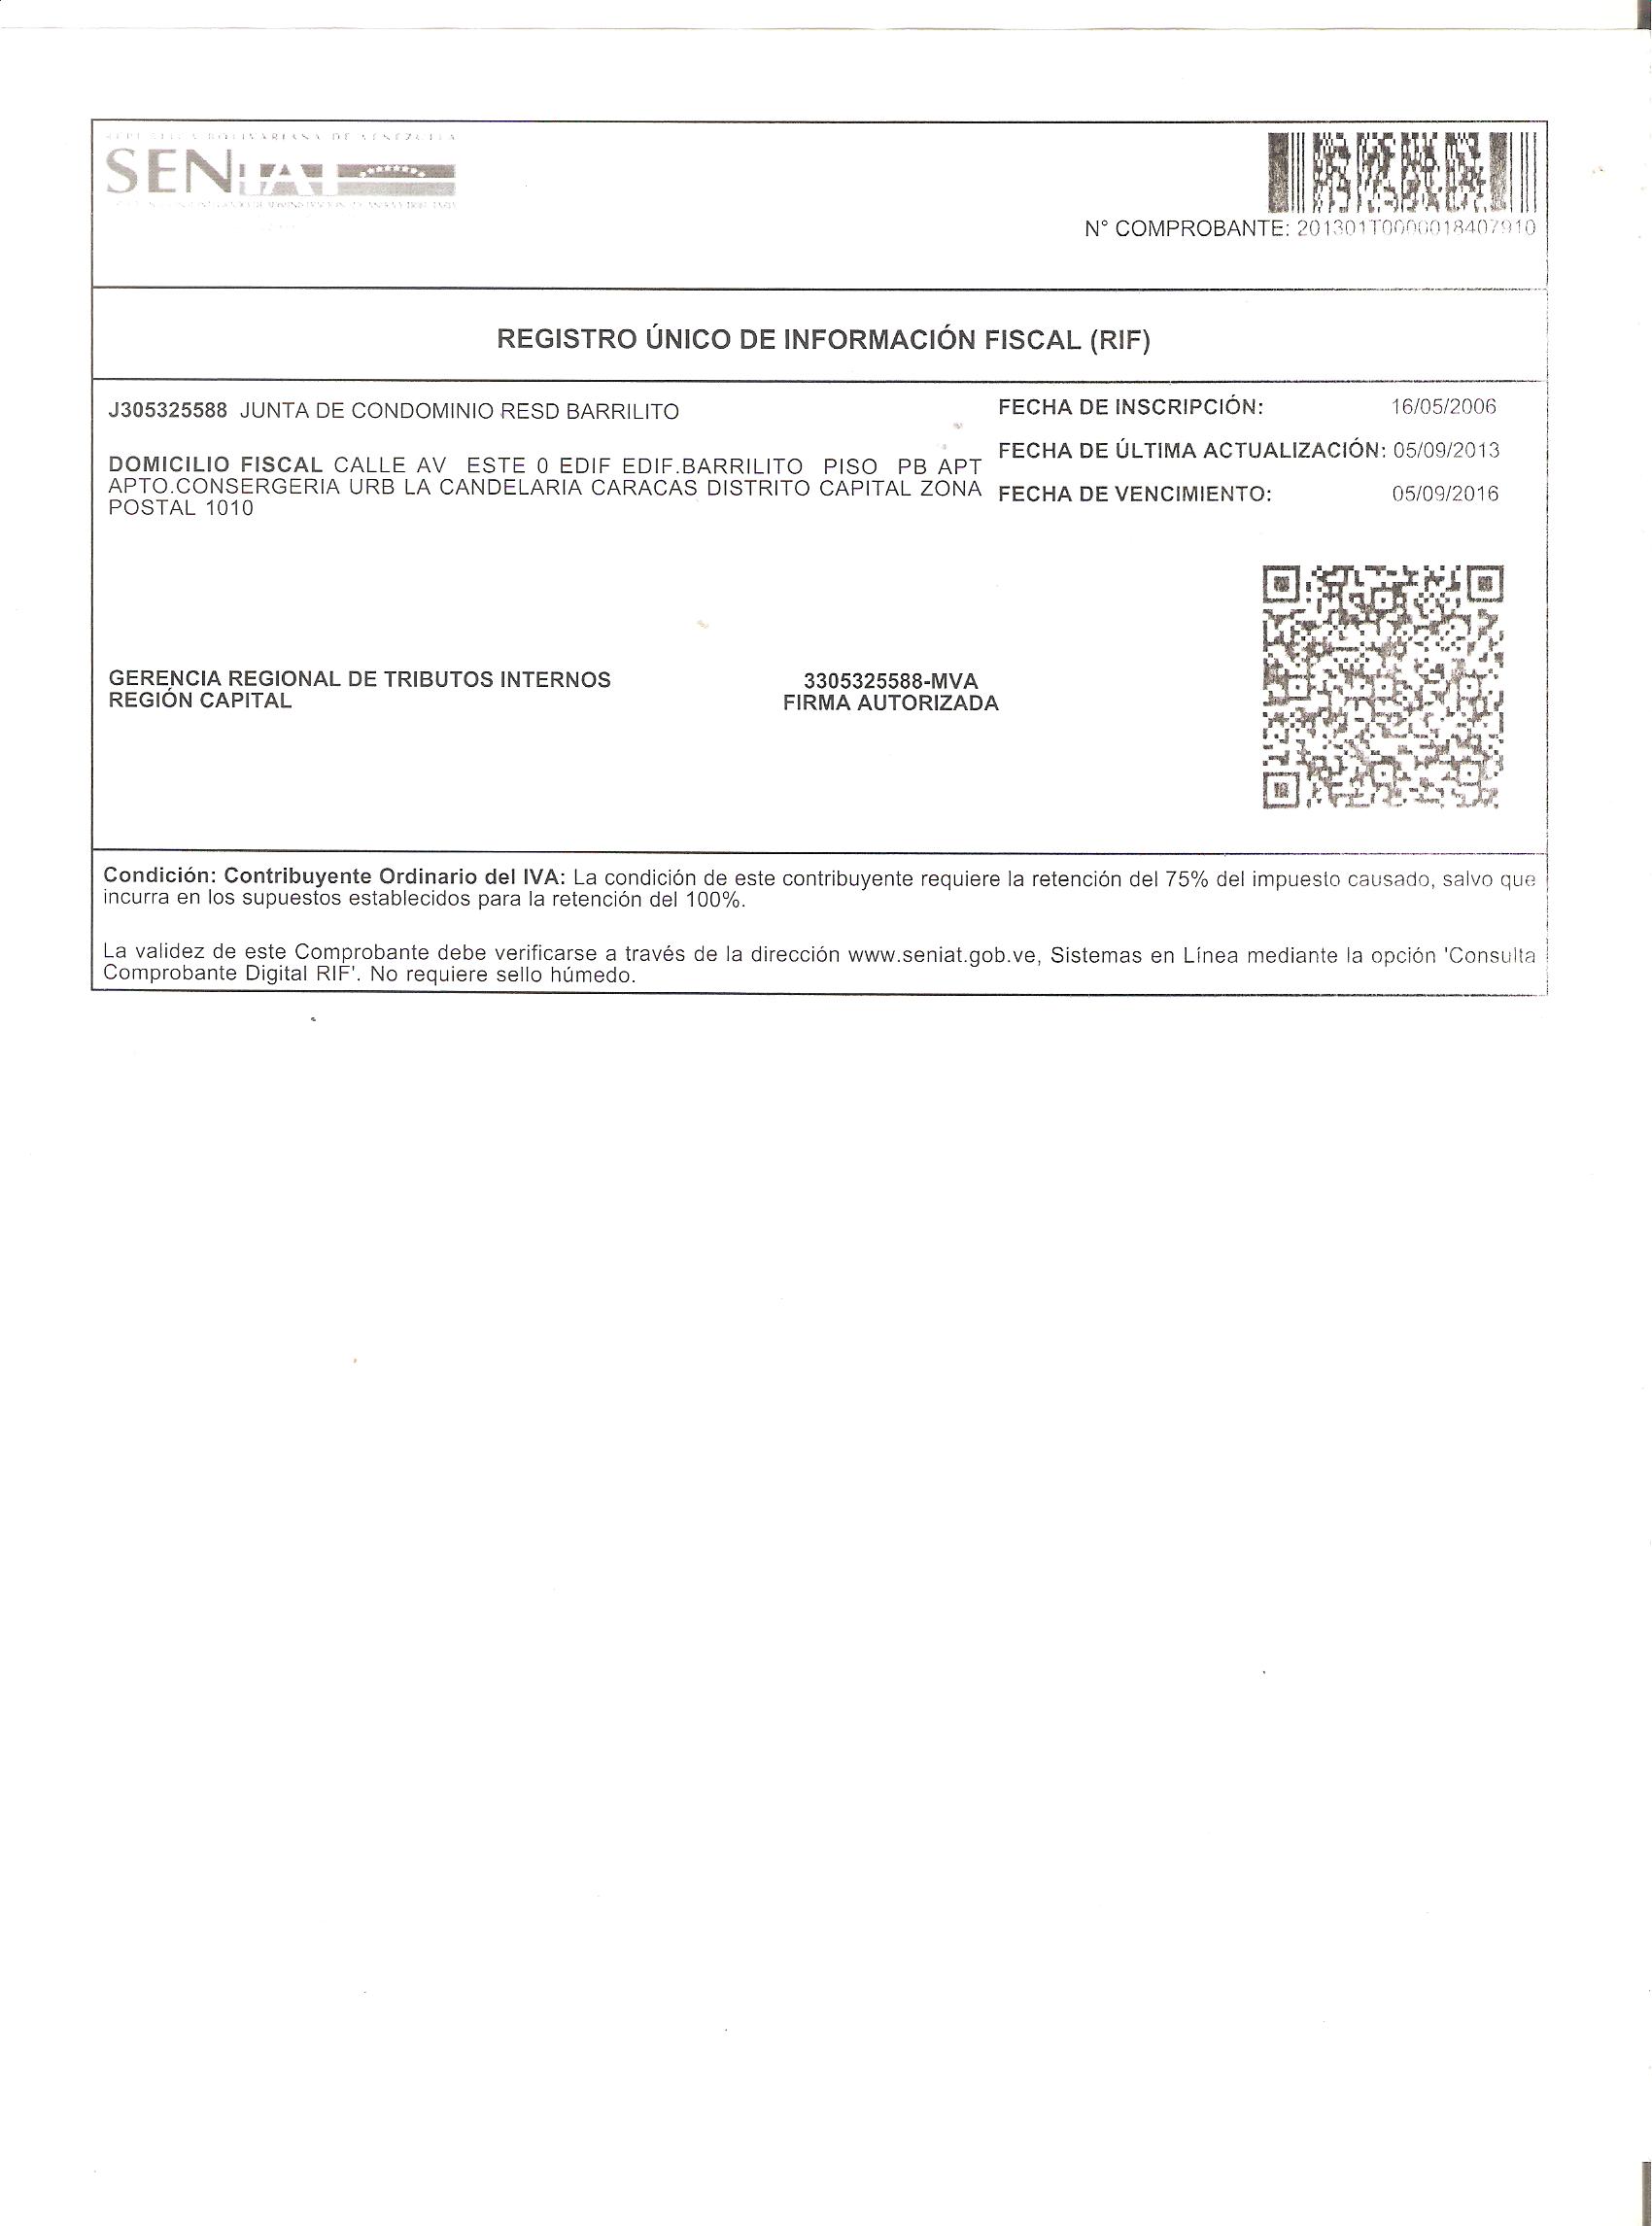 REPÚBLICA BOLIVARIANA DE VENEZUELA
SENIAT
N° COMPROBANTE: 201301T0000018407910
REGISTRO ÚNICO DE INFORMACIÓN FISCAL (RIF)
J305325588 JUNTA DE CONDOMINIO RESD BARRILITO
DOMICILIO FISCAL CALLE AV ESTE 0 EDIF EDIF.BARRILITO PISO PB APT
APTO.CONSERGERIA URB LA CANDELARIA CARACAS DISTRITO CAPITAL ZONA
POSTAL 1010
FECHA DE INSCRIPCIÓN: 16/05/2006
FECHA DE ÚLTIMA ACTUALIZACIÓN: 05/09/2013
FECHA DE VENCIMIENTO: 05/09/2016
GERENCIA REGIONAL DE TRIBUTOS INTERNOS
REGIÓN CAPITAL
3305325588-MVA
FIRMA AUTORIZADA
Condición: Contribuyente Ordinario del IVA: La condición de este contribuyente requiere la retención del 75% del impuesto causado, salvo que
incurra en los supuestos establecidos para la retención del 100%.
La validez de este Comprobante debe verificarse a través de la dirección www.seniat.gob.ve, Sistemas en Línea mediante la opción 'Consulta
Comprobante Digital RIF'. No requiere sello húmedo.